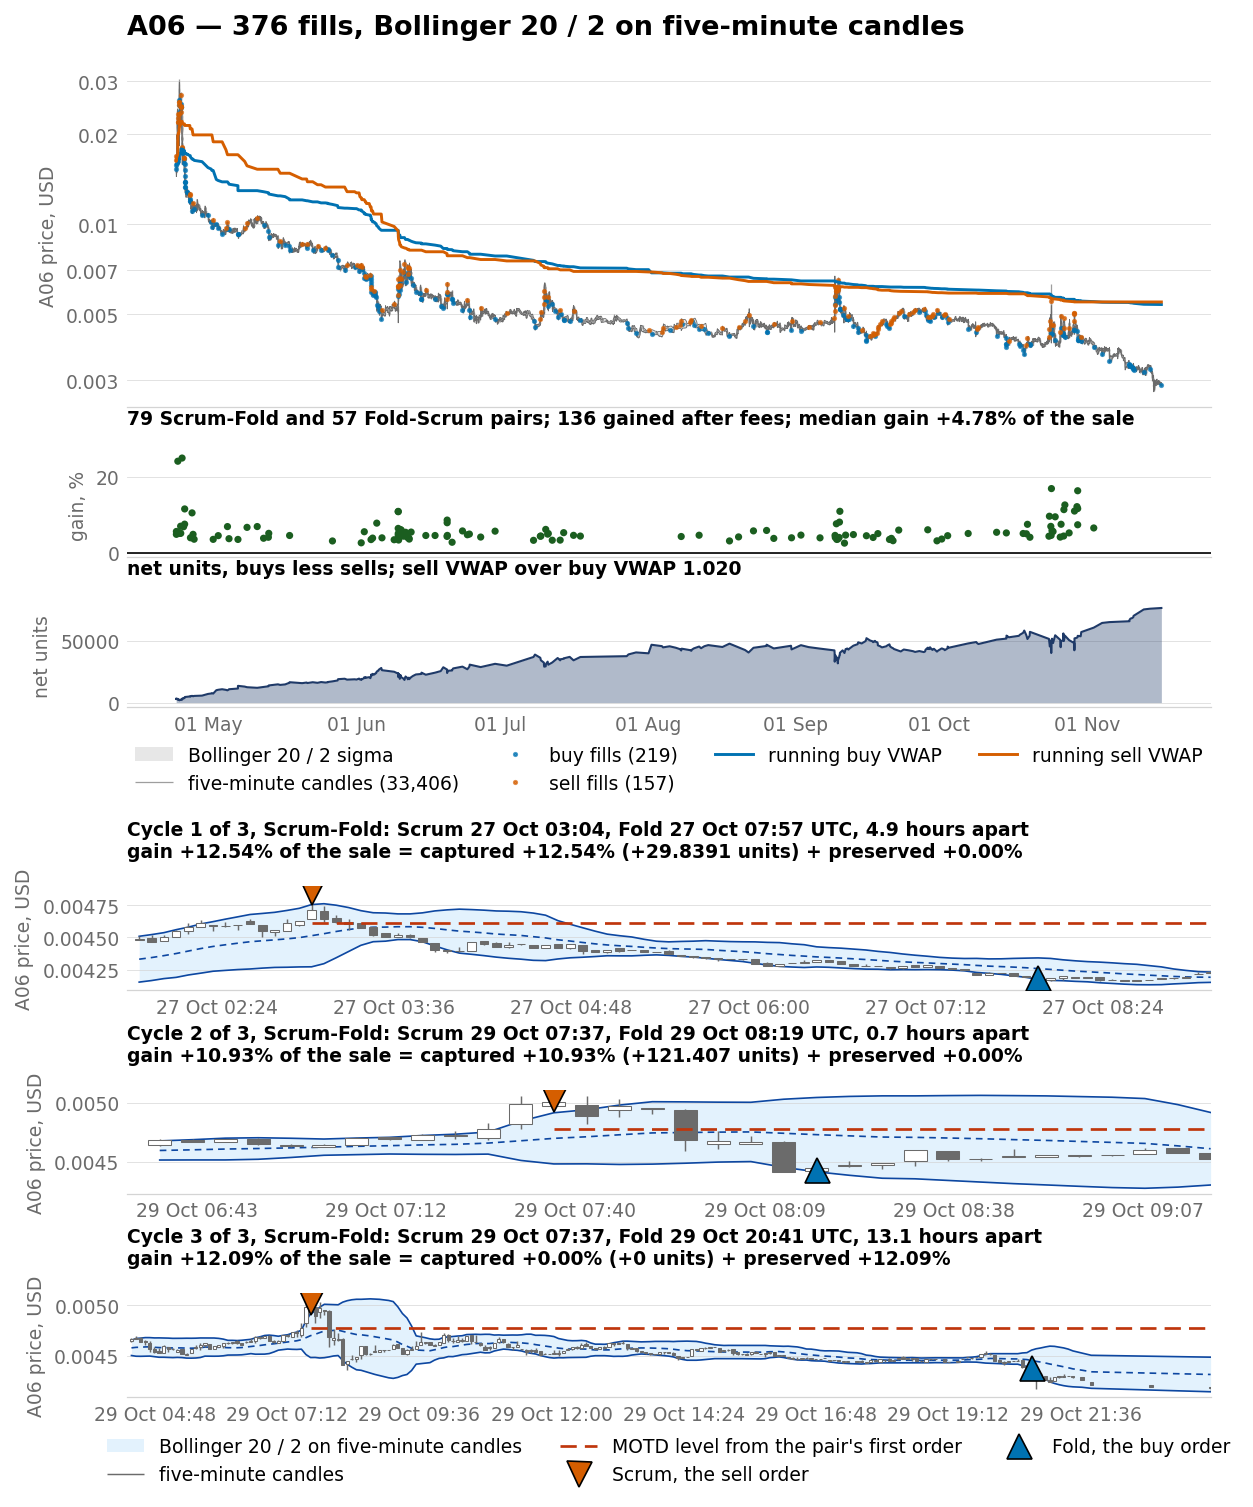 A06 — 376 fills, Bollinger 20 / 2 on five-minute candles
A06 price, USD
0.03
0.02
0.01
0.007
0.005
0.003
79 Scrum-Fold and 57 Fold-Scrum pairs; 136 gained after fees; median gain +4.78% of the sale
gain, %
20
0
net units, buys less sells; sell VWAP over buy VWAP 1.020
net units
50000
0
01 May 01 Jun 01 Jul 01 Aug 01 Sep 01 Oct 01 Nov
Bollinger 20 / 2 sigma buy fills (219) running buy VWAP running sell VWAP
five-minute candles (33,406) sell fills (157)
Cycle 1 of 3, Scrum-Fold: Scrum 27 Oct 03:04, Fold 27 Oct 07:57 UTC, 4.9 hours apart
gain +12.54% of the sale = captured +12.54% (+29.8391 units) + preserved +0.00%
A06 price, USD
0.00475
0.00450
0.00425
27 Oct 02:24 27 Oct 03:36 27 Oct 04:48 27 Oct 06:00 27 Oct 07:12 27 Oct 08:24
Cycle 2 of 3, Scrum-Fold: Scrum 29 Oct 07:37, Fold 29 Oct 08:19 UTC, 0.7 hours apart
gain +10.93% of the sale = captured +10.93% (+121.407 units) + preserved +0.00%
A06 price, USD
0.0050
0.0045
29 Oct 06:43 29 Oct 07:12 29 Oct 07:40 29 Oct 08:09 29 Oct 08:38 29 Oct 09:07
Cycle 3 of 3, Scrum-Fold: Scrum 29 Oct 07:37, Fold 29 Oct 20:41 UTC, 13.1 hours apart
gain +12.09% of the sale = captured +0.00% (+0 units) + preserved +12.09%
A06 price, USD
0.0050
0.0045
29 Oct 04:48 29 Oct 07:12 29 Oct 09:36 29 Oct 12:00 29 Oct 14:24 29 Oct 16:48 29 Oct 19:12 29 Oct 21:36
Bollinger 20 / 2 on five-minute candles MOTD level from the pair's first order Fold, the buy order
five-minute candles Scrum, the sell order